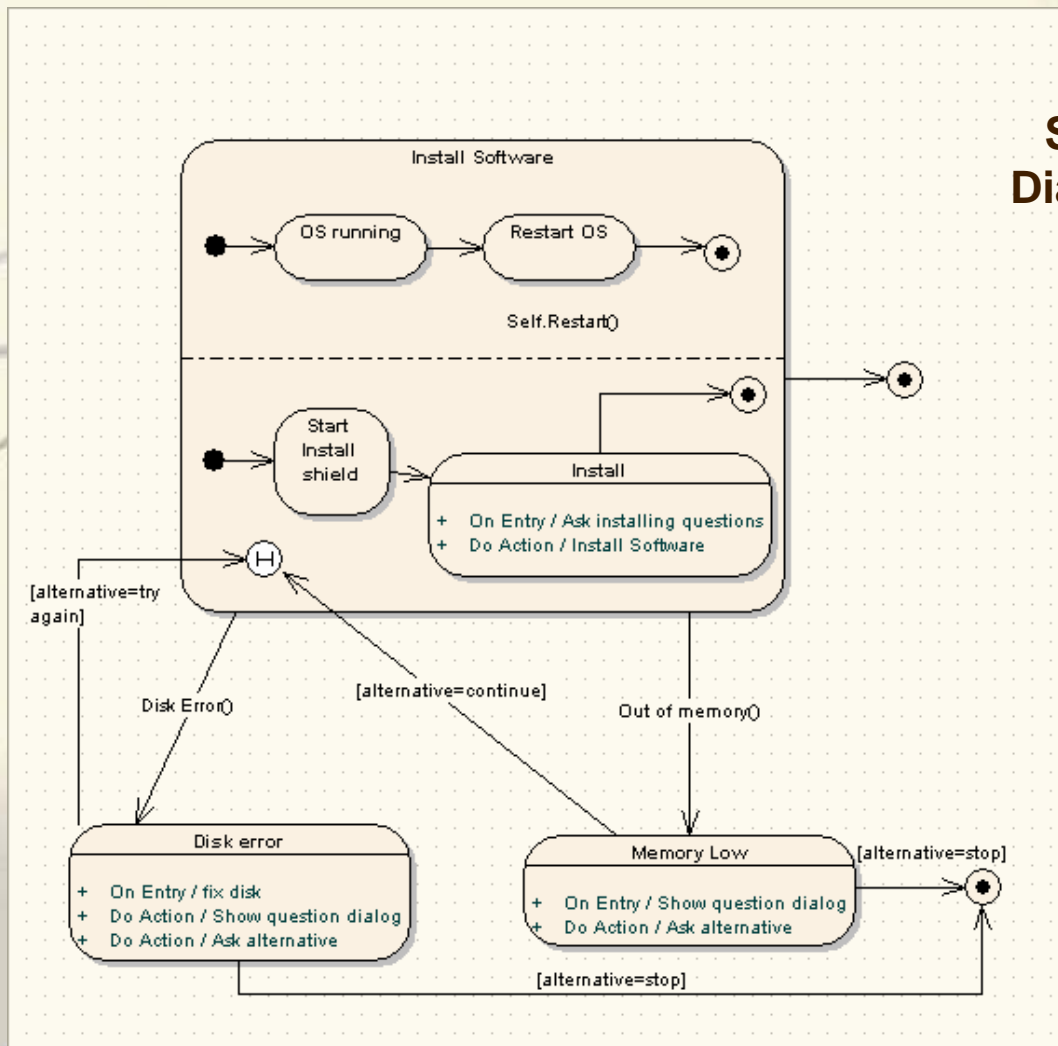 S
Dia
Install Software
OS running
Restart OS
Self.Restart()
Start
Install
shield
Install
+ On Entry / Ask installing questions
+ Do Action / Install Software
H
[alternative=try
again]
[alternative=continue]
Disk Error()
Out of memory()
Disk error
+ On Entry / fix disk
+ Do Action / Show question dialog
+ Do Action / Ask alternative
Memory Low
+ On Entry / Show question dialog
+ Do Action / Ask alternative
[alternative=stop]
[alternative=stop]